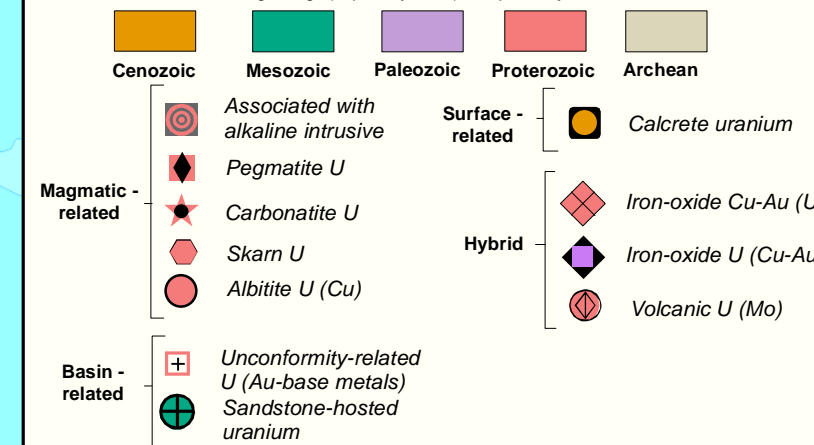 Cenozoic Mesozoic Paleozoic Proterozoic Archean
Magmatic -
related
Associated with
alkaline intrusive
Pegmatite U
Carbonatite U
Skarn U
Albitite U (Cu)
Basin -
related
Unconformity-related
U (Au-base metals)
Sandstone-hosted
uranium
Surface -
related
Calcrete uranium
Hybrid
Iron-oxide Cu-Au (U
Iron-oxide U (Cu-Au
Volcanic U (Mo)